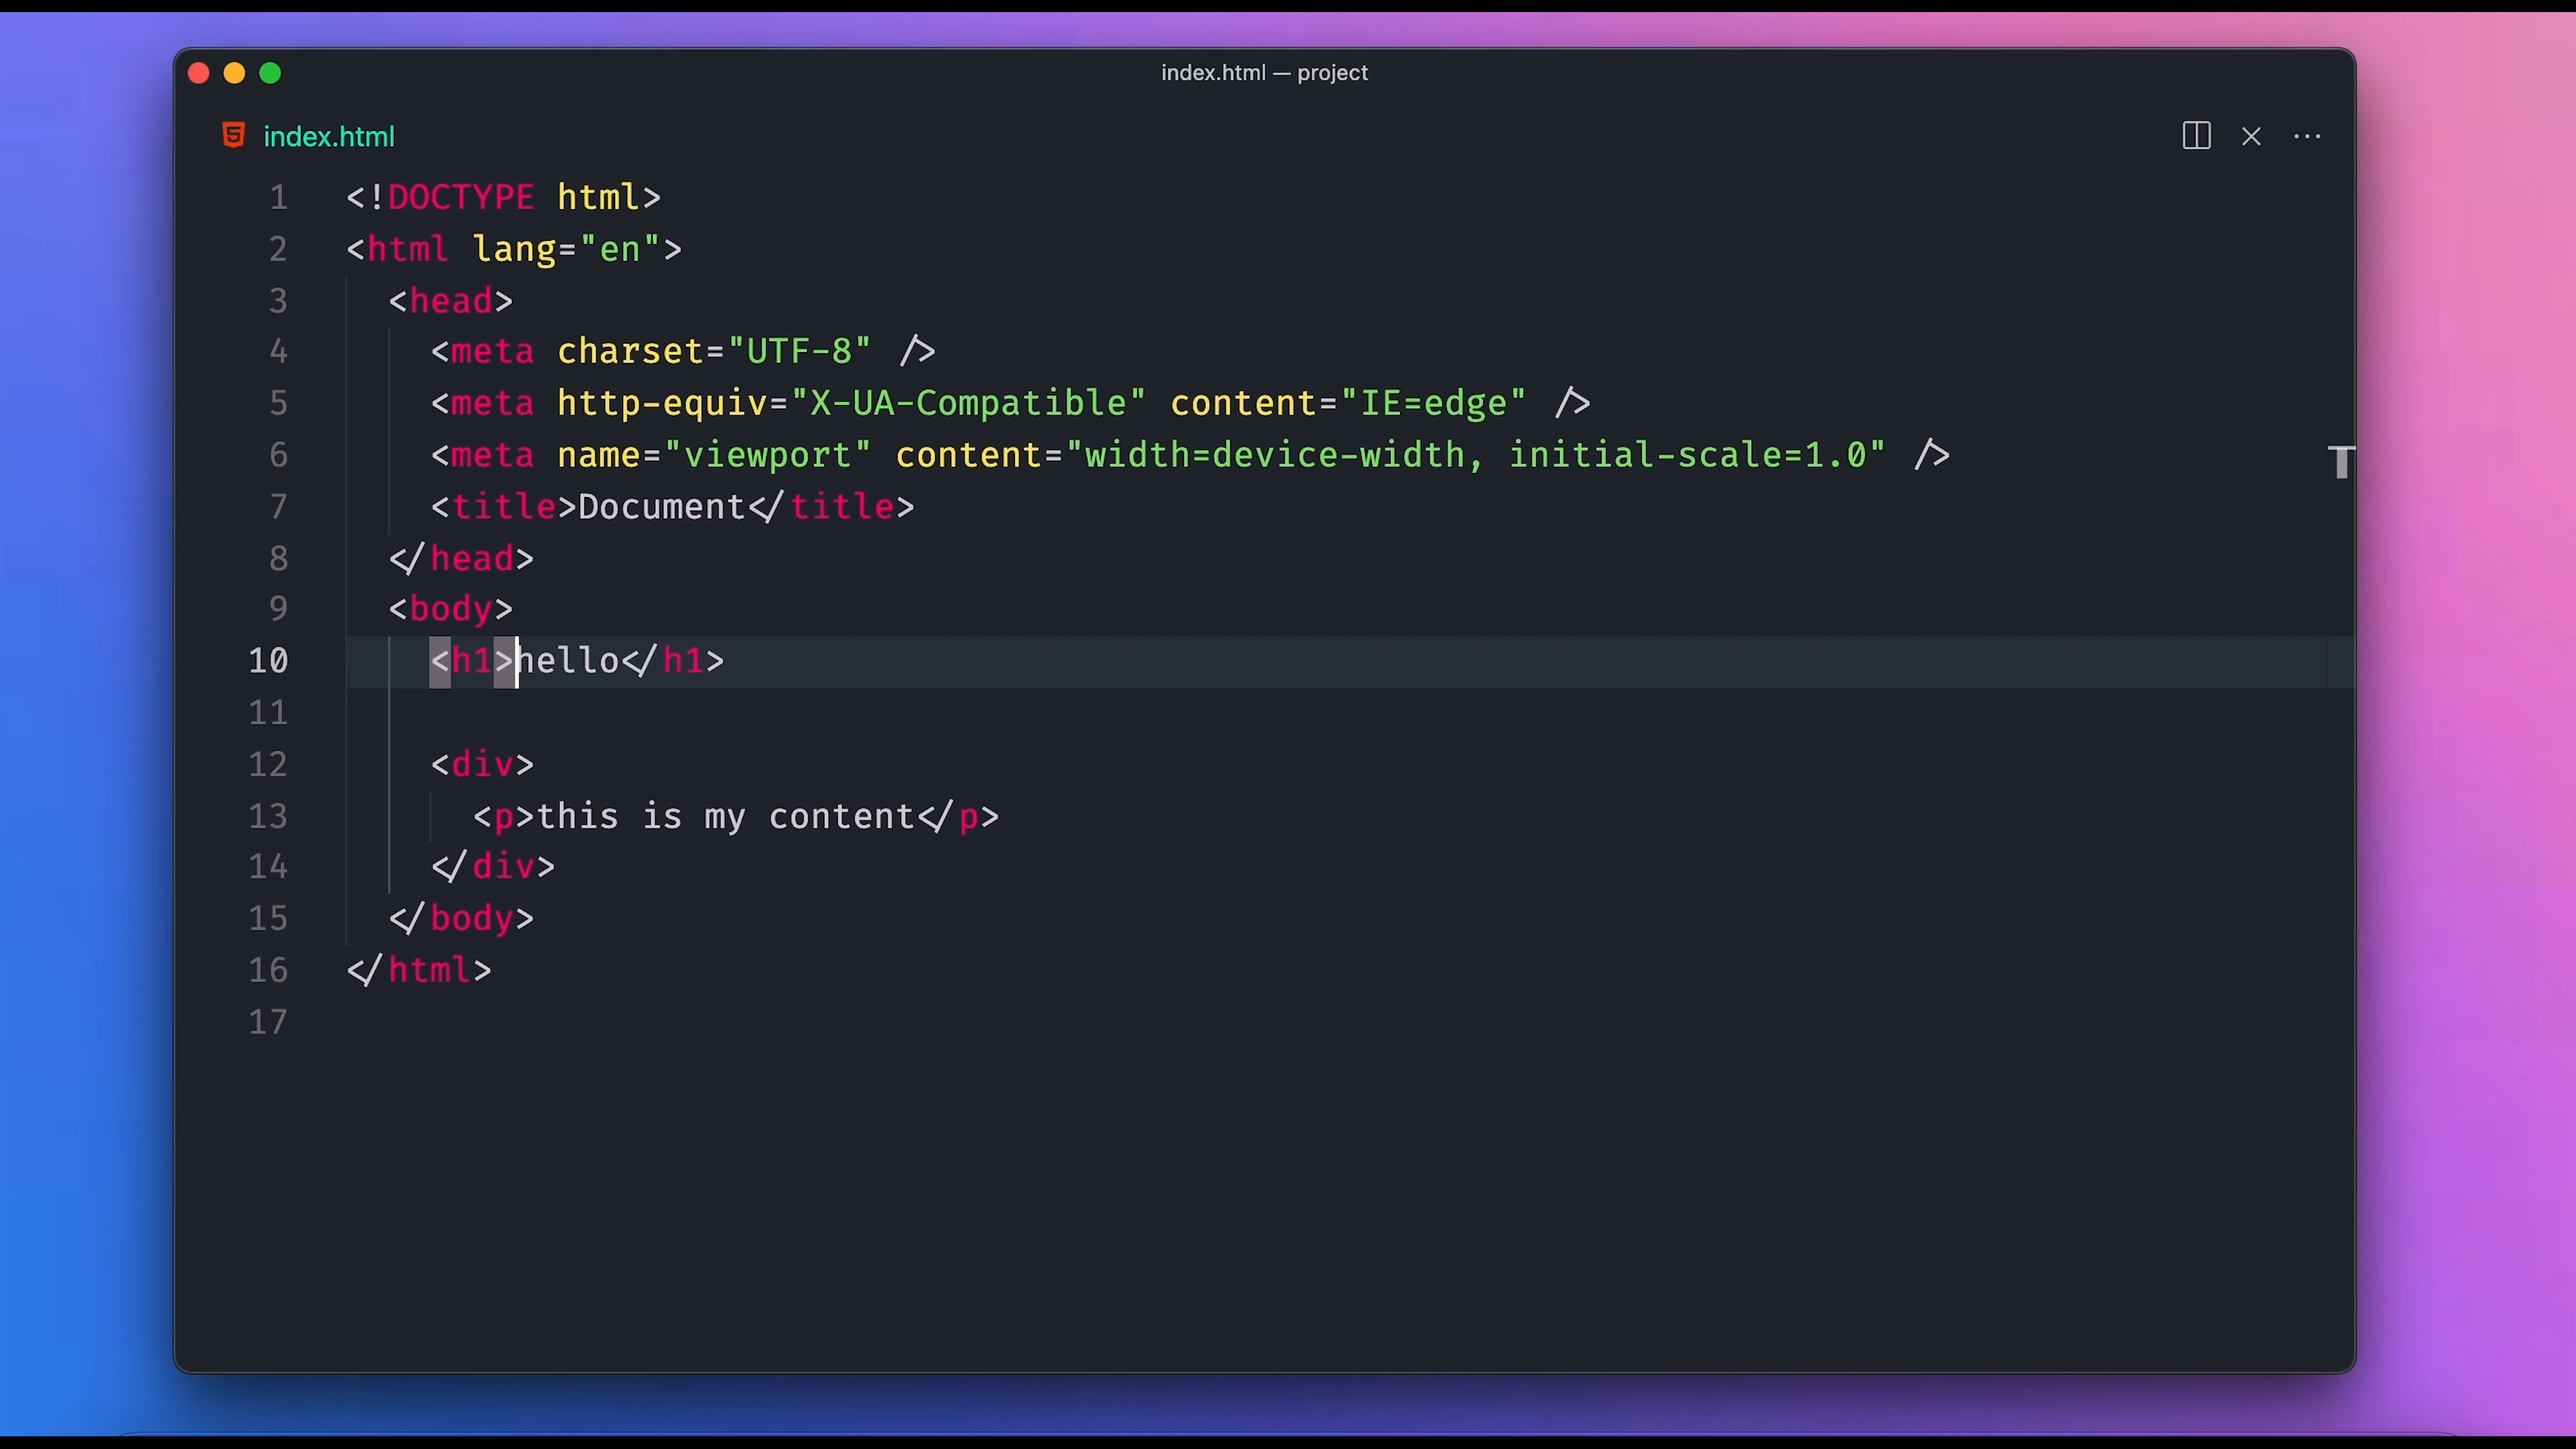 index.html — project
index.html
1 <!DOCTYPE html>
2 <html lang="en">
3 <head>
4 <meta charset="UTF-8" />
5 <meta http-equiv="X-UA-Compatible" content="IE=edge" />
6 <meta name="viewport" content="width=device-width, initial-scale=1.0" />
7 <title>Document</title>
8 </head>
9 <body>
10 <h1>hello</h1>
11
12 <div>
13 <p>this is my content</p>
14 </div>
15 </body>
16 </html>
17